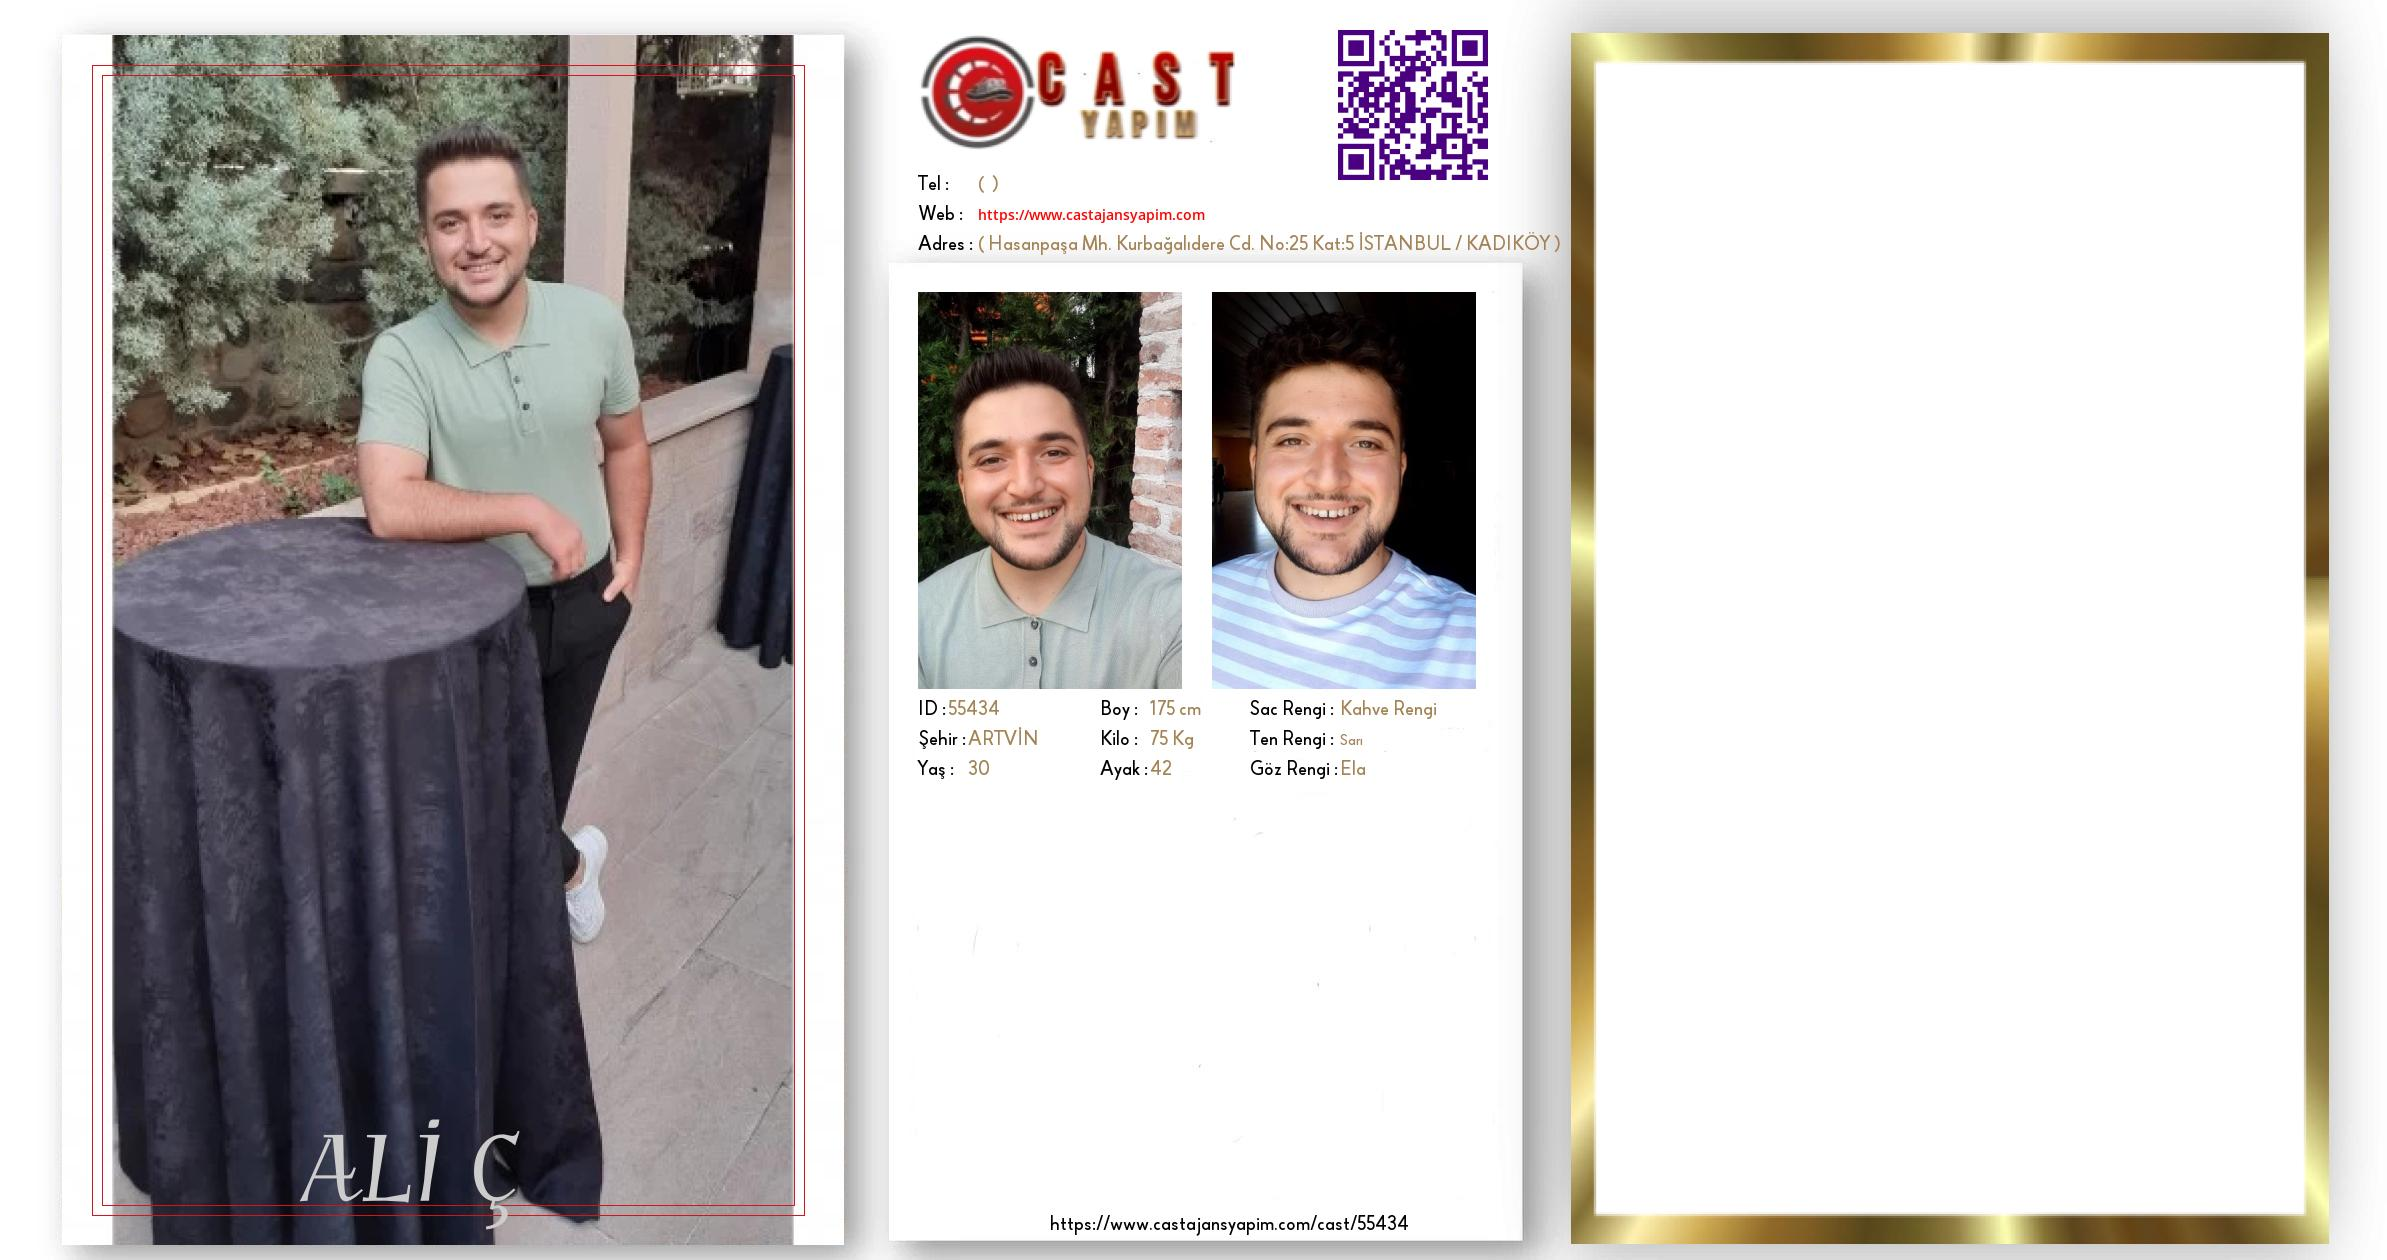 ALİ Ç
CAST
YAPIM
Tel : ( )
Web : https://www.castajansyapim.com
Adres : ( Hasanpaşa Mh. Kurbağalıdere Cd. No:25 Kat:5 İSTANBUL / KADIKÖY )
ID : 55434 Boy : 175 cm Sac Rengi : Kahve Rengi
Şehir : ARTVİN Kilo : 75 Kg Ten Rengi : Sarı
Yaş : 30 Ayak : 42 Göz Rengi : Ela
https://www.castajansyapim.com/cast/55434